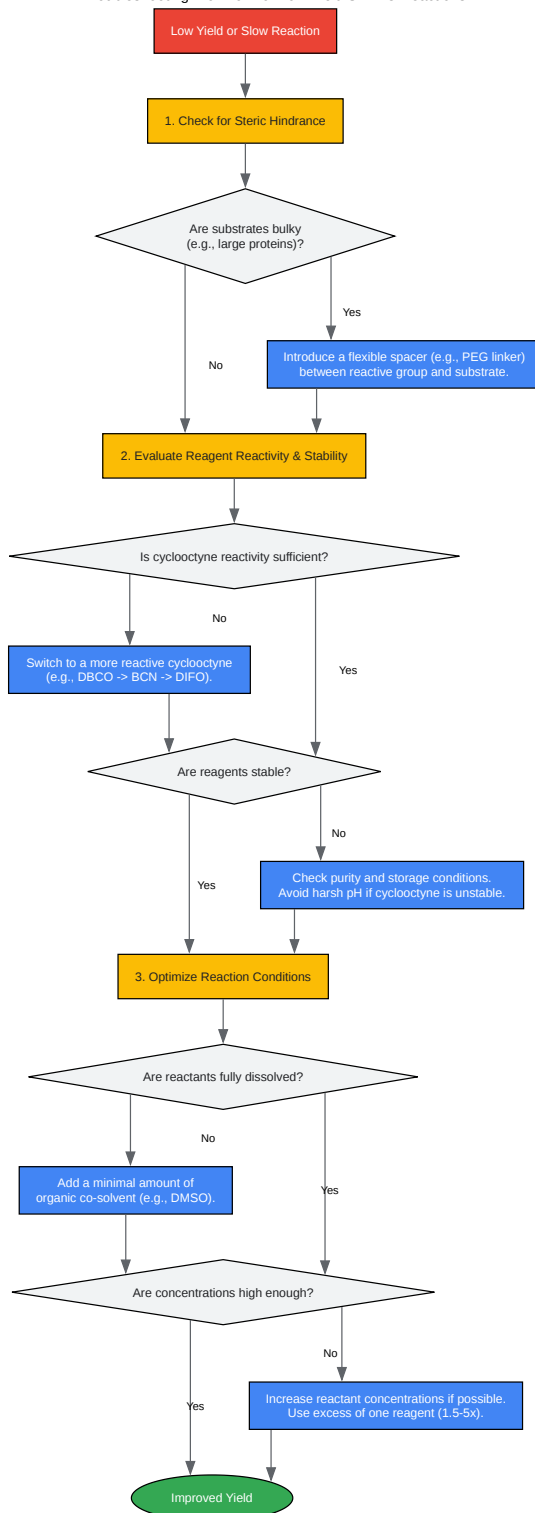 Low Yield or Slow Reaction
1. Check for Steric Hindrance
Are substrates bulky
(e.g., large proteins)?
Yes
No
Introduce a flexible spacer (e.g., PEG linker)
between reactive group and substrate.
2. Evaluate Reagent Reactivity & Stability
Is cyclooctyne reactivity sufficient?
No
Switch to a more reactive cyclooctyne
(e.g., DBCO -> BCN -> DIFO).
Yes
Are reagents stable?
No
Check purity and storage conditions.
Avoid harsh pH if cyclooctyne is unstable.
Yes
3. Optimize Reaction Conditions
Are reactants fully dissolved?
No
Add a minimal amount of
organic co-solvent (e.g., DMSO).
Yes
Are concentrations high enough?
No
Increase reactant concentrations if possible.
Use excess of one reagent (1.5-5x).
Yes
Improved Yield